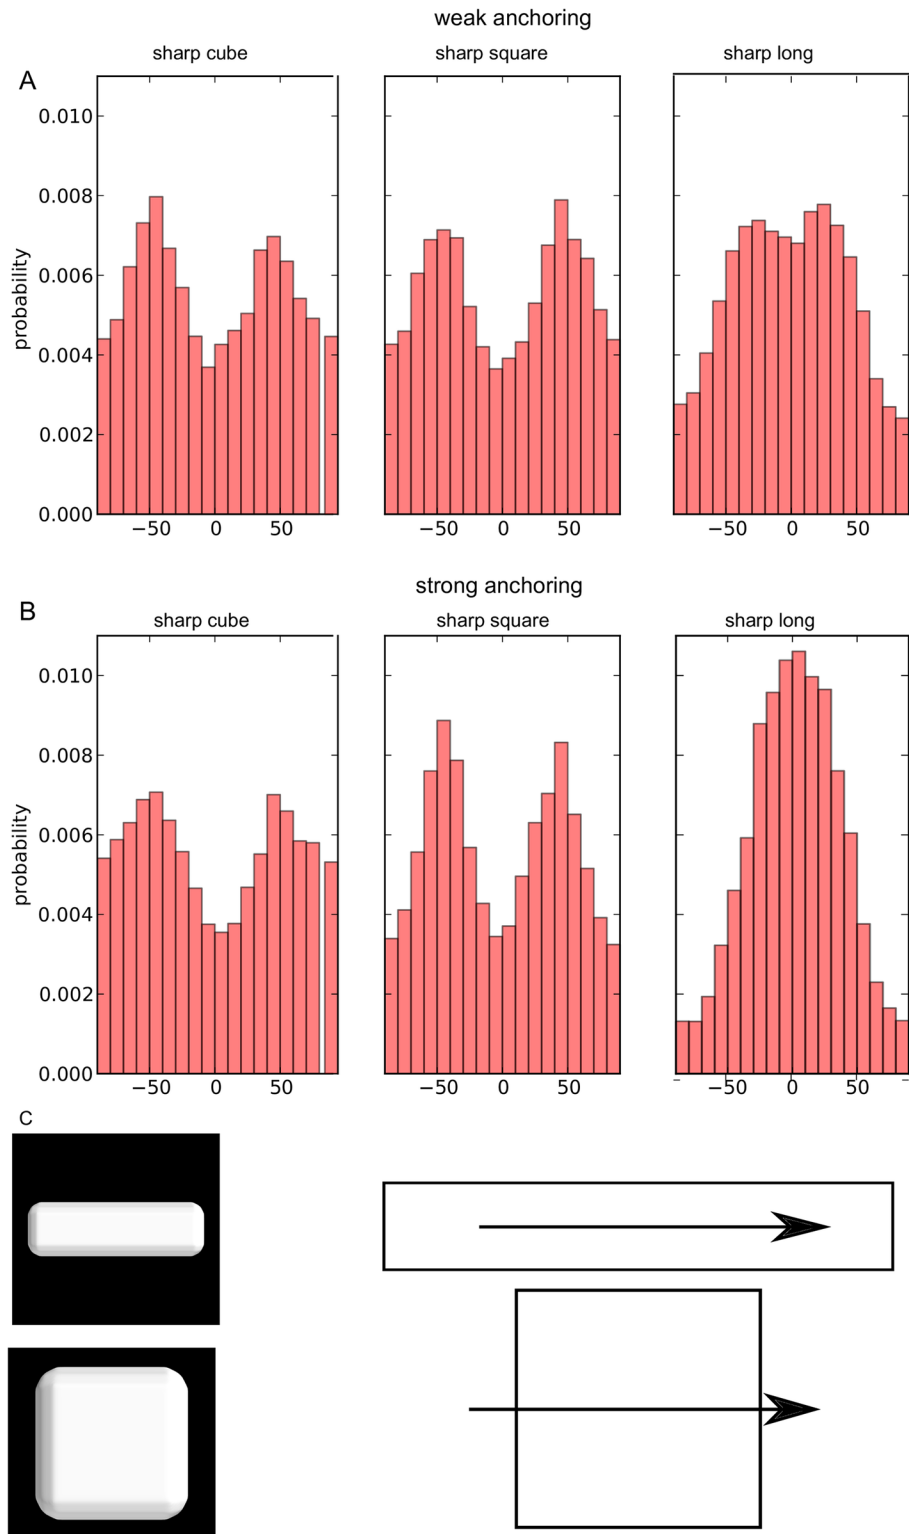 weak anchoring
sharp cube sharp square sharp long
A
0.010
0.008
0.006
0.004
0.002
0.000
probability
−50 0 50 −50 0 50 −50 0 50
strong anchoring
B
sharp cube sharp square sharp long
0.010
0.008
0.006
0.004
0.002
0.000
probability
−50 0 50 −50 0 50 −50 0 50
C